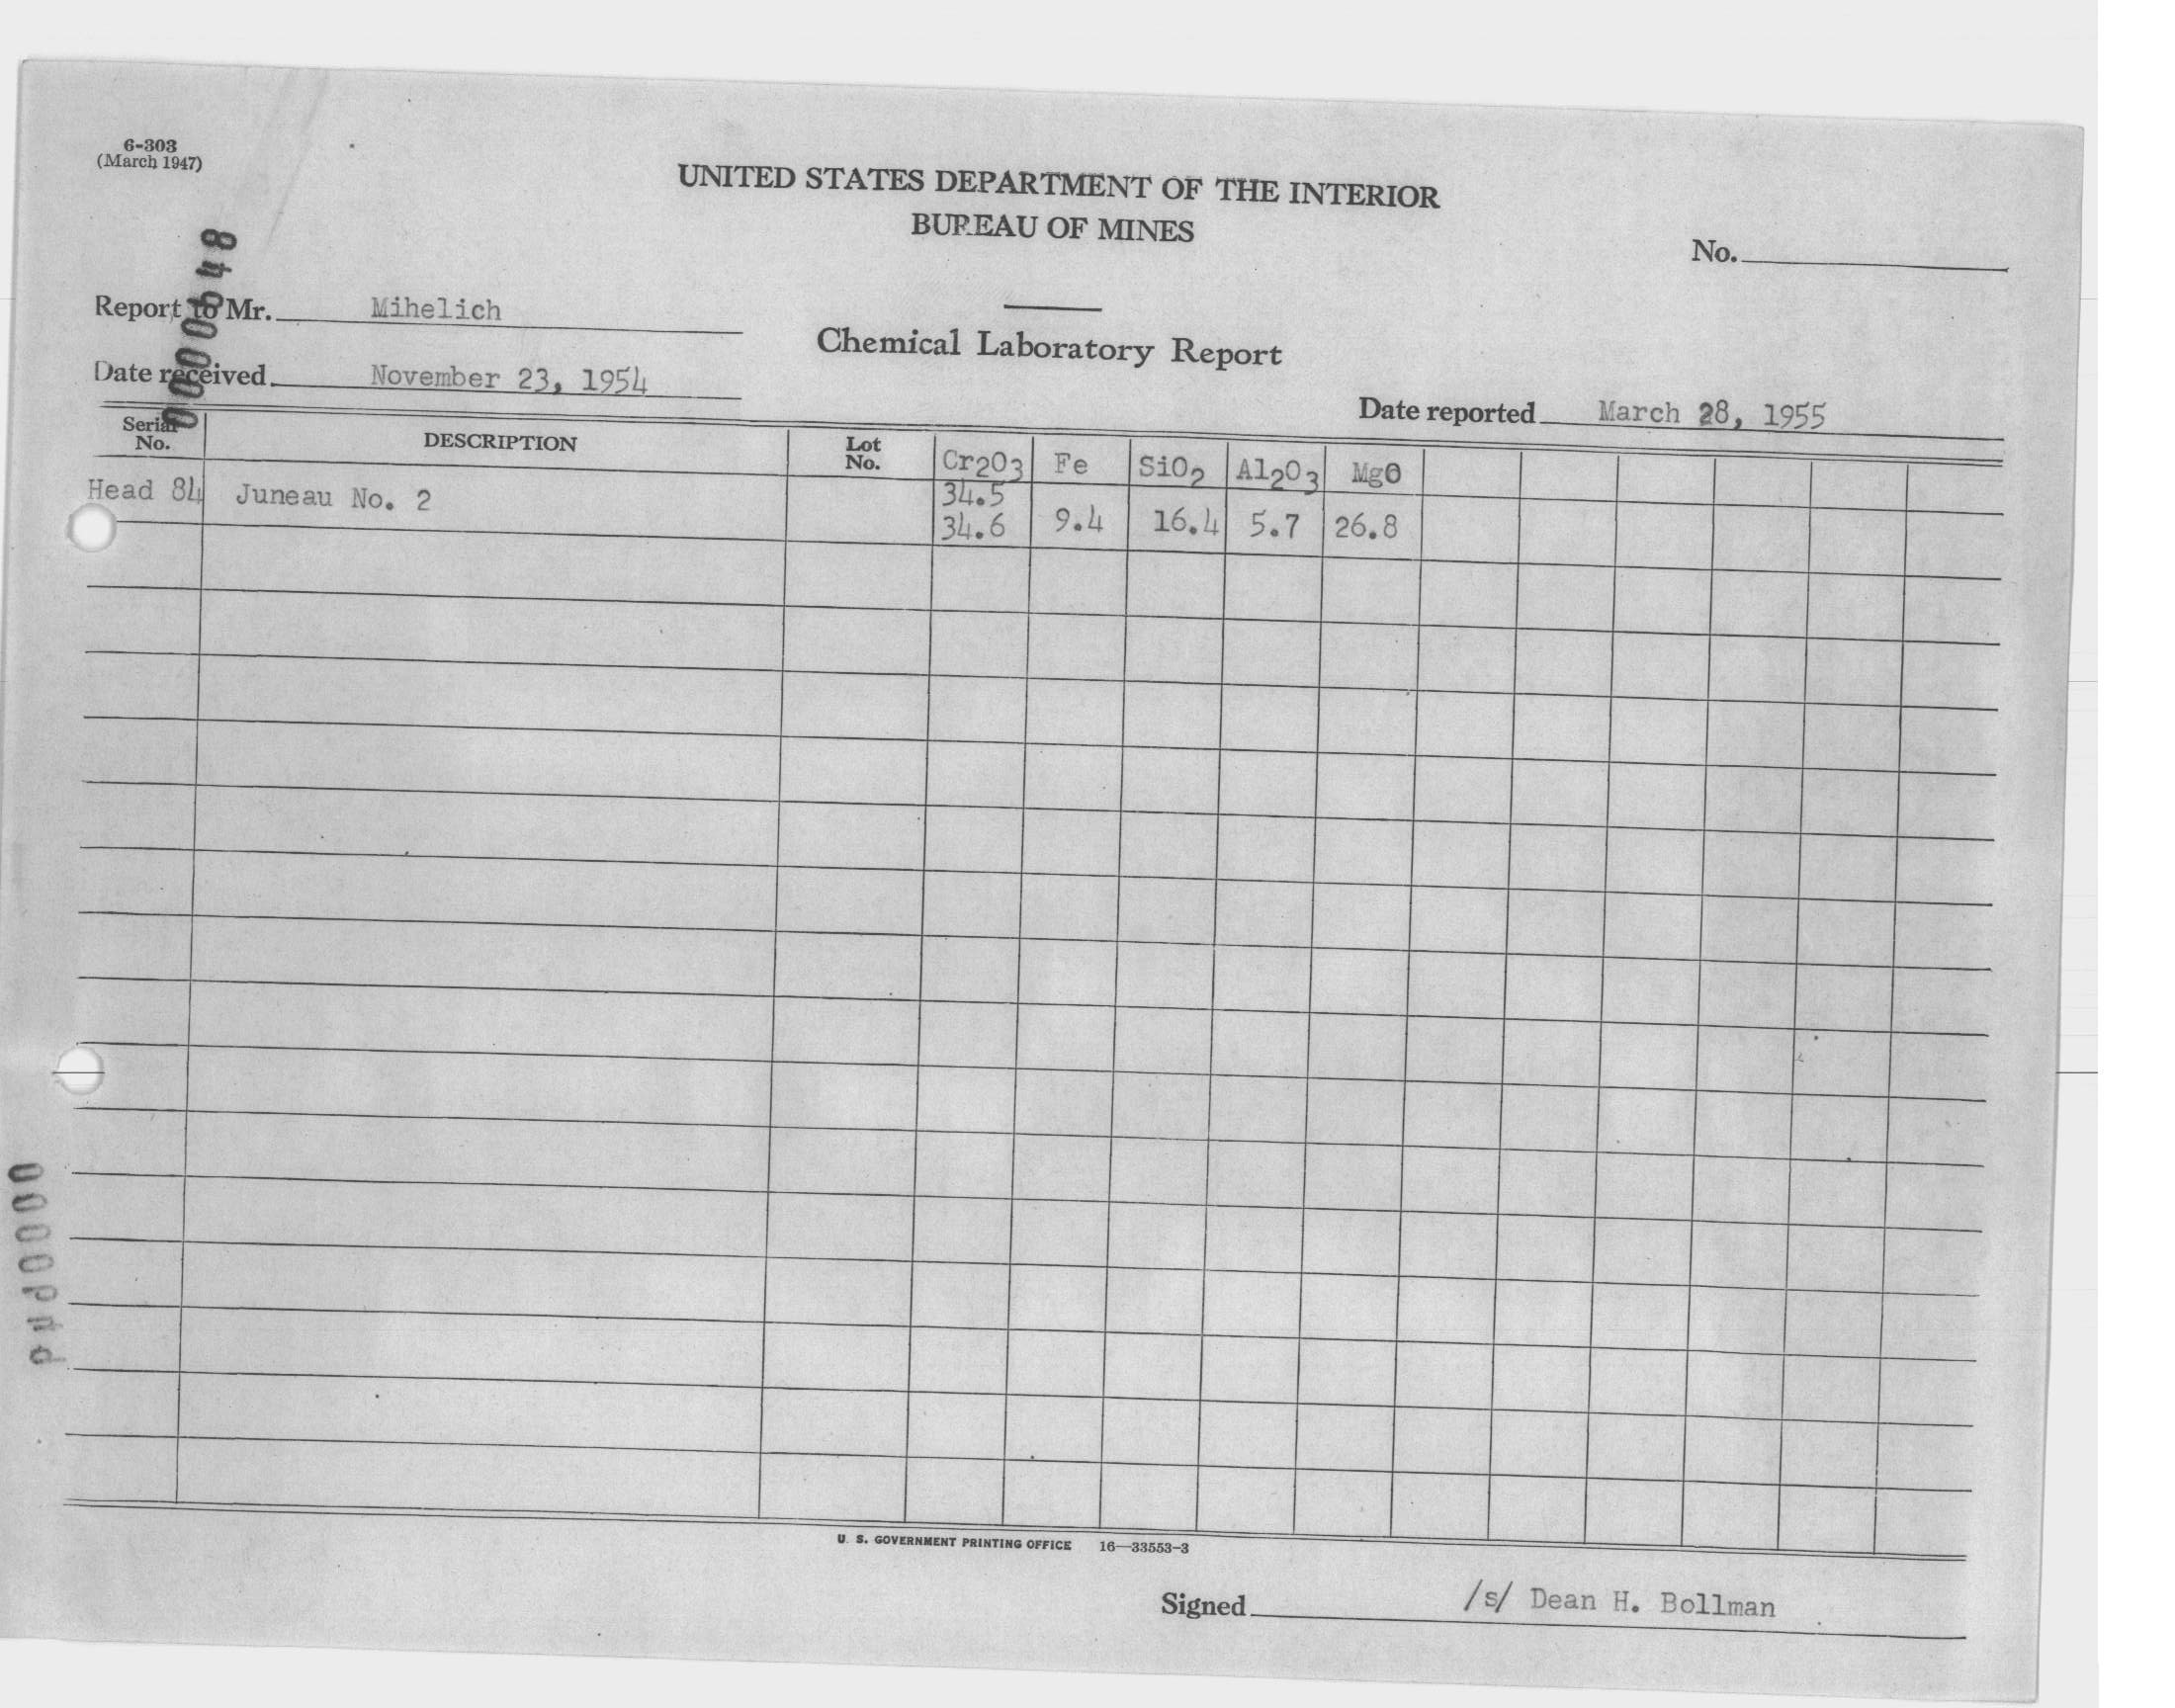 6-303
(March 1947)
UNITED STATES DEPARTMENT OF THE INTERIOR
BUREAU OF MINES
No.
Report to Mr. Mihelich
Chemical Laboratory Report
Date received November 23, 1954
Date reported March 28, 1955
Serial No. DESCRIPTION Lot No. Cr2O3 Fe SiO2 Al2O3 MgO
34.5
Head 84 Juneau No. 2 34.6 9.4 16.4 5.7 26.8
U. S. GOVERNMENT PRINTING OFFICE 16—33553-3
Signed /s/ Dean H. Bollman